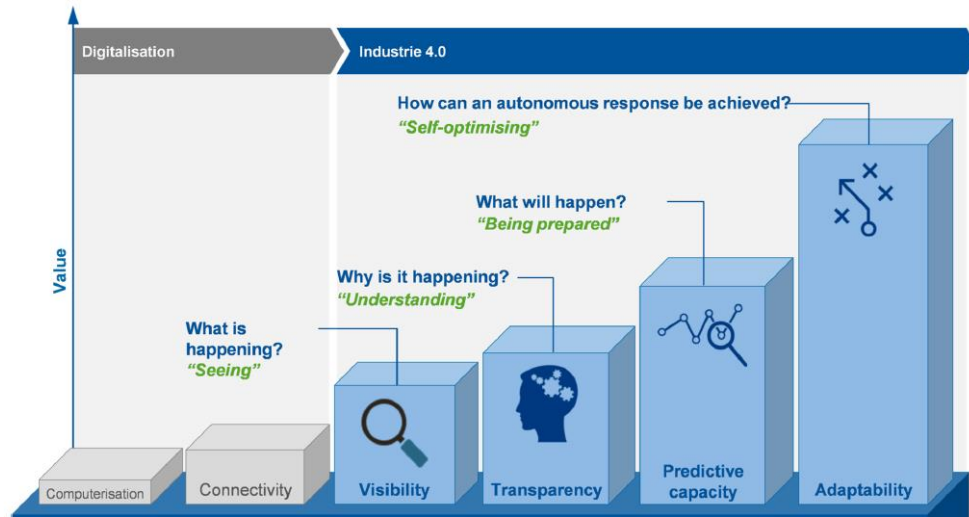 Digitalisation
Industrie 4.0
How can an autonomous response be achieved?
“Self-optimising”
What will happen?
“Being prepared”
Why is it happening?
“Understanding”
What is
happening?
“Seeing”
Value
Computerisation
Connectivity
Visibility
Transparency
Predictive
capacity
Adaptability